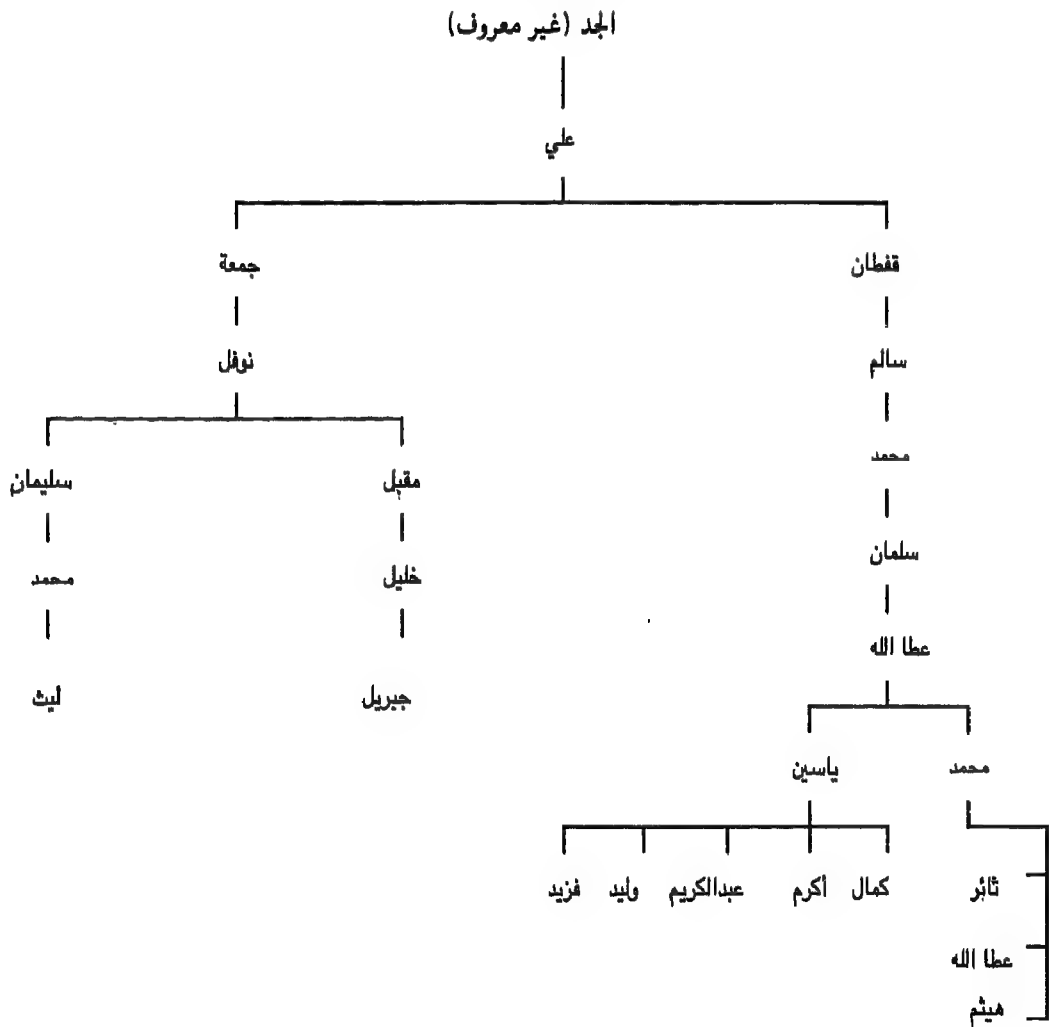 الجد (غير معروف)
علي
قفطان
جمعة
سالم
نوفل
محمد
مقبل
سليمان
سلمان
خليل
محمد
عطا الله
جبريل
ليث
محمد
ياسين
ثائر
كمال
أكرم
عبدالكريم
وليد
فزيد
عطا الله
هيثم